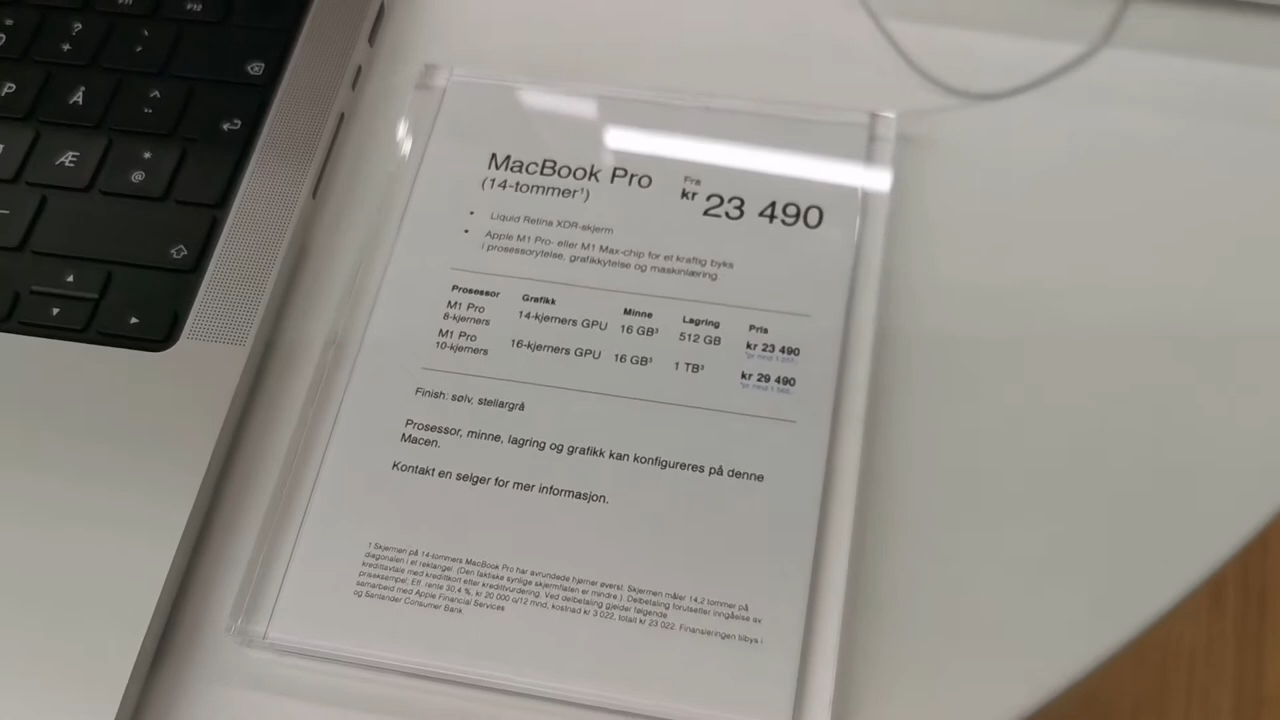 P
Å
Æ
*
@
?
+
MacBook Pro
(14-tommer¹)
Fra
kr 23 490
• Liquid Retina XDR-skjerm
• Apple M1 Pro- eller M1 Max-chip for et kraftig byks
i prosessorytelse, grafikkytelse og maskinlæring
Prosessor Grafikk Minne Lagring Pris
M1 Pro
8-kjerners 14-kjerners GPU 16 GB³ 512 GB kr 23 490
M1 Pro
10-kjerners 16-kjerners GPU 16 GB³ 1 TB³ kr 29 490
Finish: sølv, stellargrå
Prosessor, minne, lagring og grafikk kan konfigureres på denne
Macen.
Kontakt en selger for mer informasjon.
1 Skjermen på 14-tommers MacBook Pro har avrundede hjørner øverst. Skjermen måler 14,2 tommer på
diagonalen i et rektangel. (Den faktiske synlige skjermflaten er mindre.). Delbetaling forutsetter inngåelse av
kredittavtale med kredittkort etter kredittvurdering. Ved delbetaling gjelder følgende
priseksempel: Eff. rente 30,4 %, kr 20 000 o/12 mnd, kostnad kr 3 022, totalt kr 23 022. Finansieringen tilbys i
samarbeid med Apple Financial Services
og Santander Consumer Bank